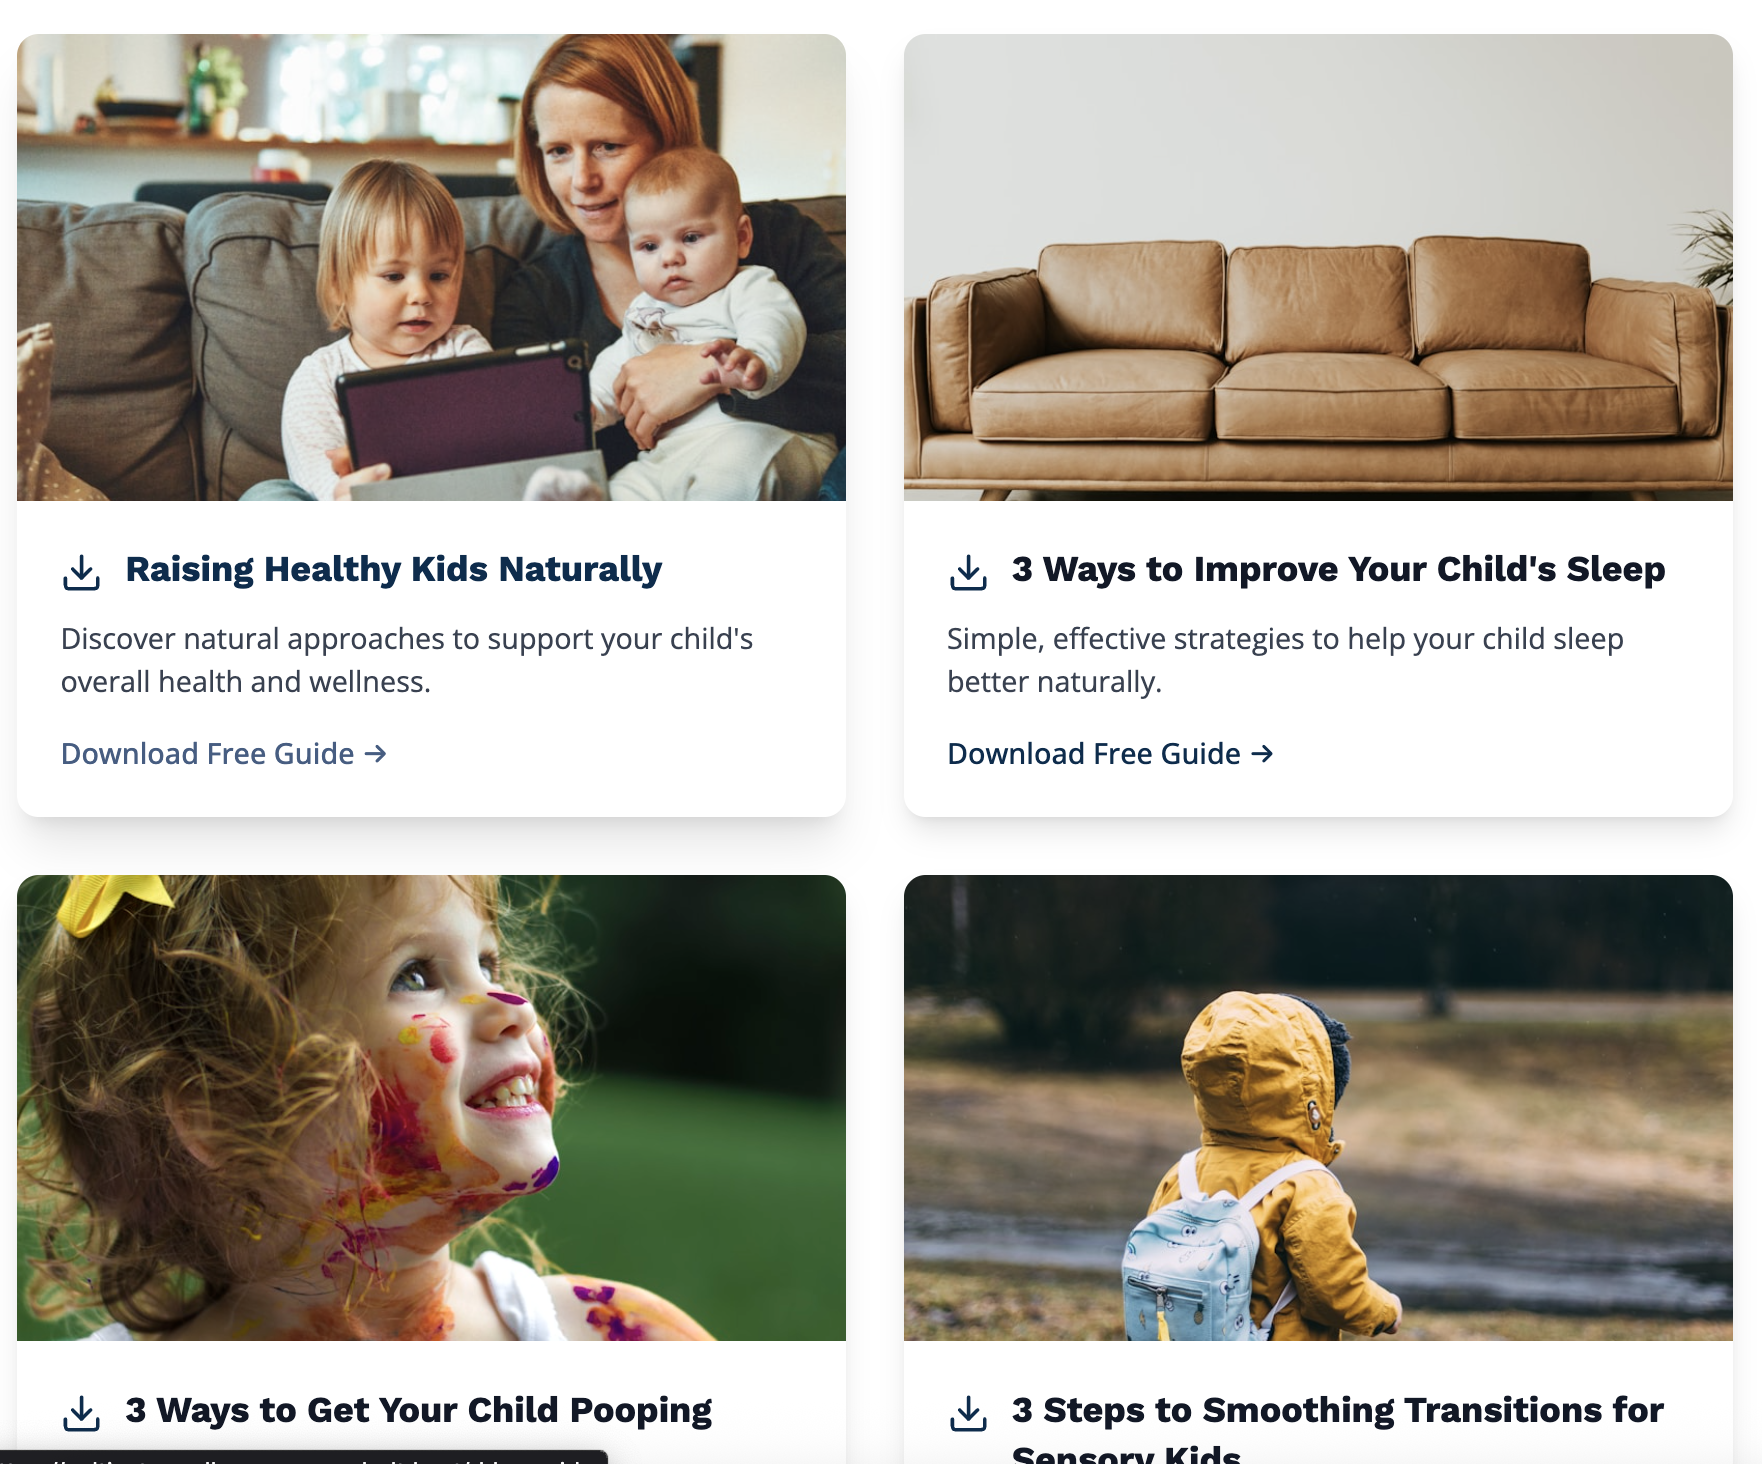 Raising Healthy Kids Naturally
Discover natural approaches to support your child's
overall health and wellness.
Download Free Guide →
3 Ways to Improve Your Child's Sleep
Simple, effective strategies to help your child sleep
better naturally.
Download Free Guide →
3 Ways to Get Your Child Pooping
3 Steps to Smoothing Transitions for
Sensory Kids